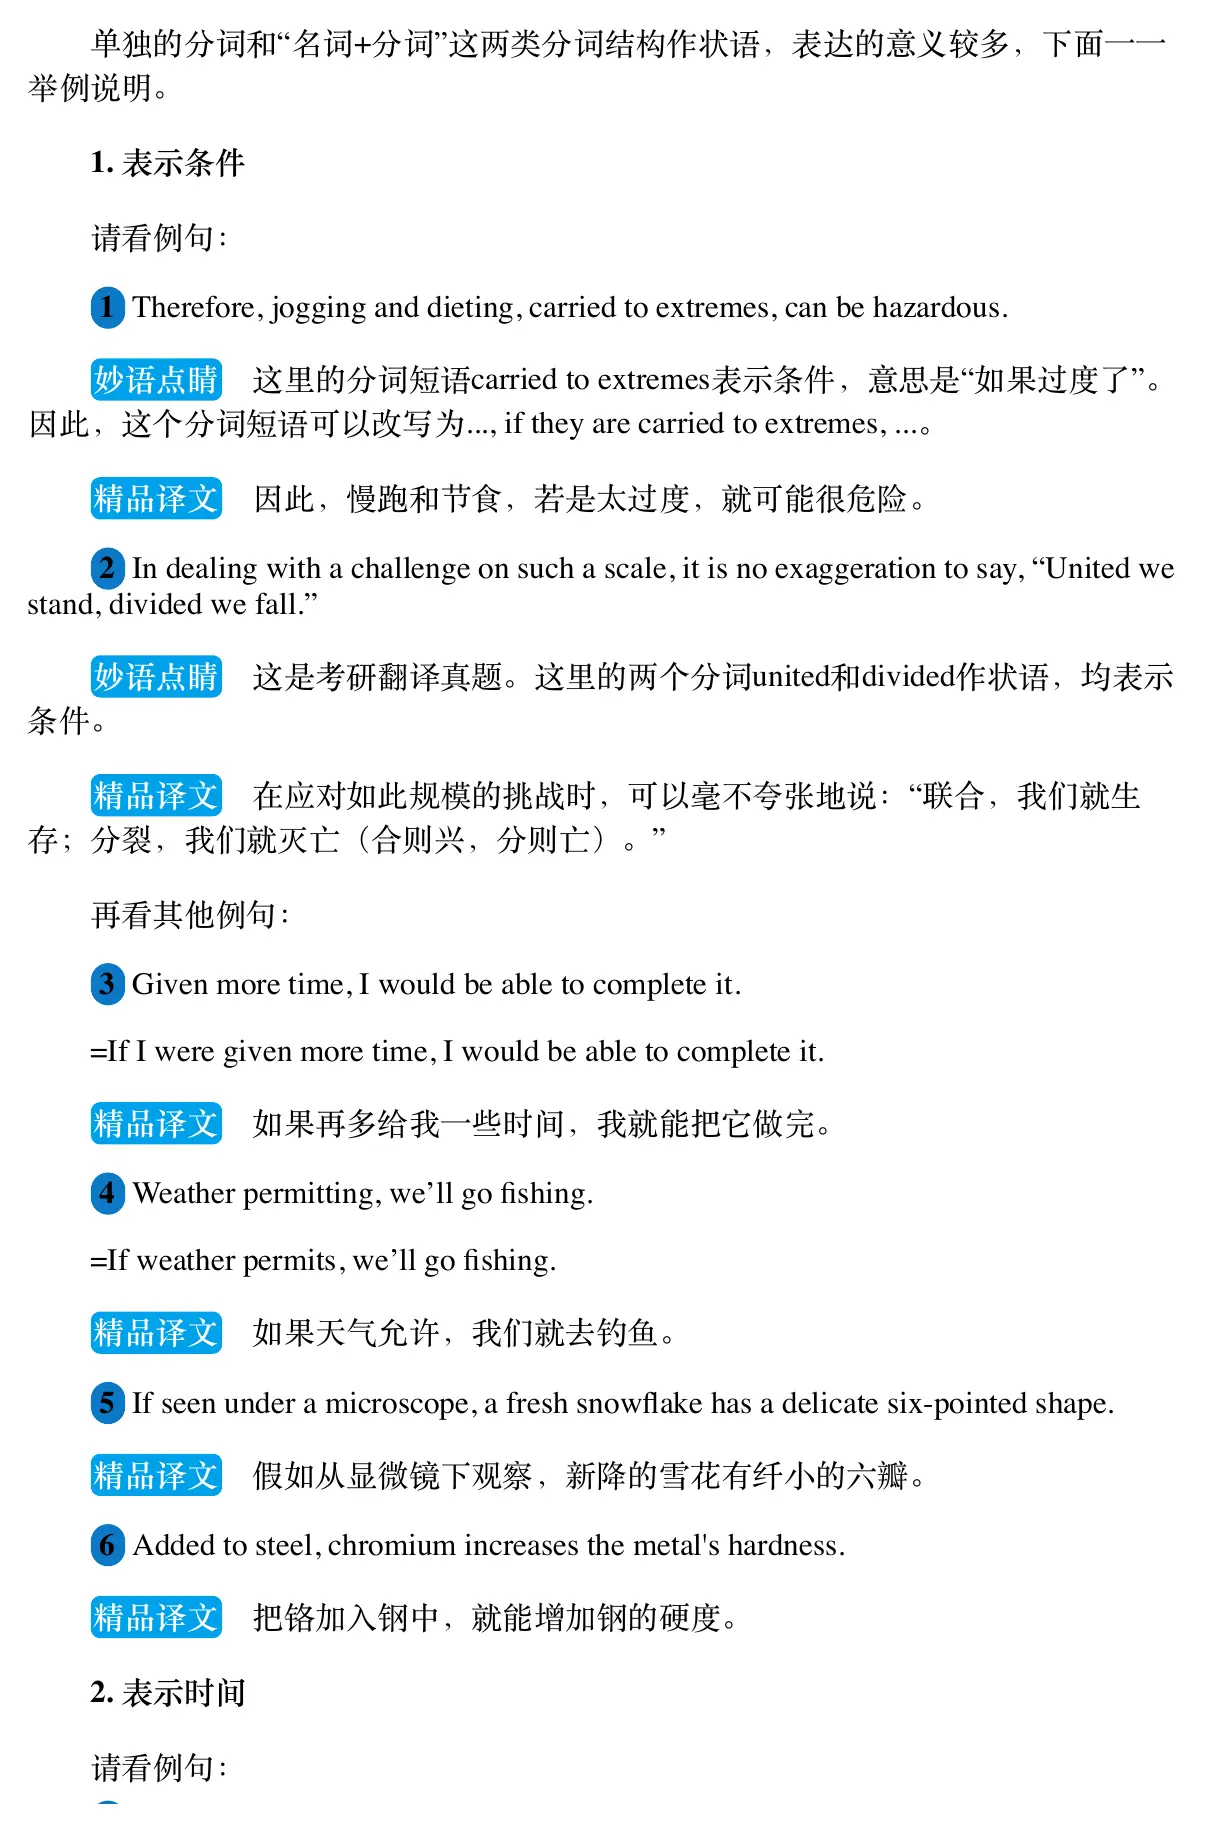 单独的分词和“名词+分词”这两类分词结构作状语，表达的意义较多，下面一一
举例说明。
1. 表示条件
请看例句：
1 Therefore, jogging and dieting, carried to extremes, can be hazardous.
妙语点睛 这里的分词短语carried to extremes表示条件，意思是“如果过度了”。
因此，这个分词短语可以改写为..., if they are carried to extremes, ...。
精品译文 因此，慢跑和节食，若是太过度，就可能很危险。
2 In dealing with a challenge on such a scale, it is no exaggeration to say, “United we
stand, divided we fall.”
妙语点睛 这是考研翻译真题。这里的两个分词united和divided作状语，均表示
条件。
精品译文 在应对如此规模的挑战时，可以毫不夸张地说：“联合，我们就生
存；分裂，我们就灭亡（合则兴，分则亡）。”
再看其他例句：
3 Given more time, I would be able to complete it.
=If I were given more time, I would be able to complete it.
精品译文 如果再多给我一些时间，我就能把它做完。
4 Weather permitting, we’ll go fishing.
=If weather permits, we’ll go fishing.
精品译文 如果天气允许，我们就去钓鱼。
5 If seen under a microscope, a fresh snowflake has a delicate six-pointed shape.
精品译文 假如从显微镜下观察，新降的雪花有纤小的六瓣。
6 Added to steel, chromium increases the metal's hardness.
精品译文 把铬加入钢中，就能增加钢的硬度。
2. 表示时间
请看例句：